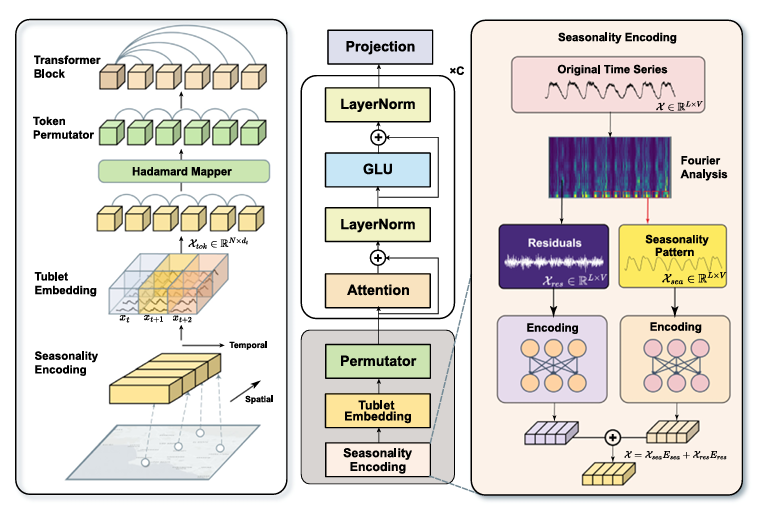 Transformer
Block
Token
Permutator
Hadamard Mapper
𝒳_tok ∈ ℝ^{N×d_t}
Tublet
Embedding
x_t x_{t+1} x_{t+2}
Temporal
Seasonality
Encoding
Spatial
Projection
×C
LayerNorm
GLU
LayerNorm
Attention
Permutator
Tublet
Embedding
Seasonality
Encoding
Seasonality Encoding
Original Time Series
𝒳 ∈ ℝ^{L×V}
Fourier
Analysis
Residuals
𝒳_res ∈ ℝ^{L×V}
Seasonality
Pattern
𝒳_sea ∈ ℝ^{L×V}
Encoding
Encoding
𝒳 = 𝒳_sea E_sea + 𝒳_res E_res